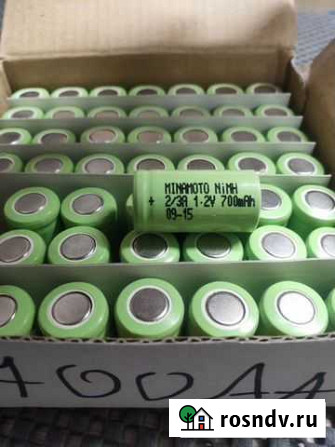 MINAMOTO NiMH
+ 2/3A 1.2V 700mAh
09-15
rosndv.ru